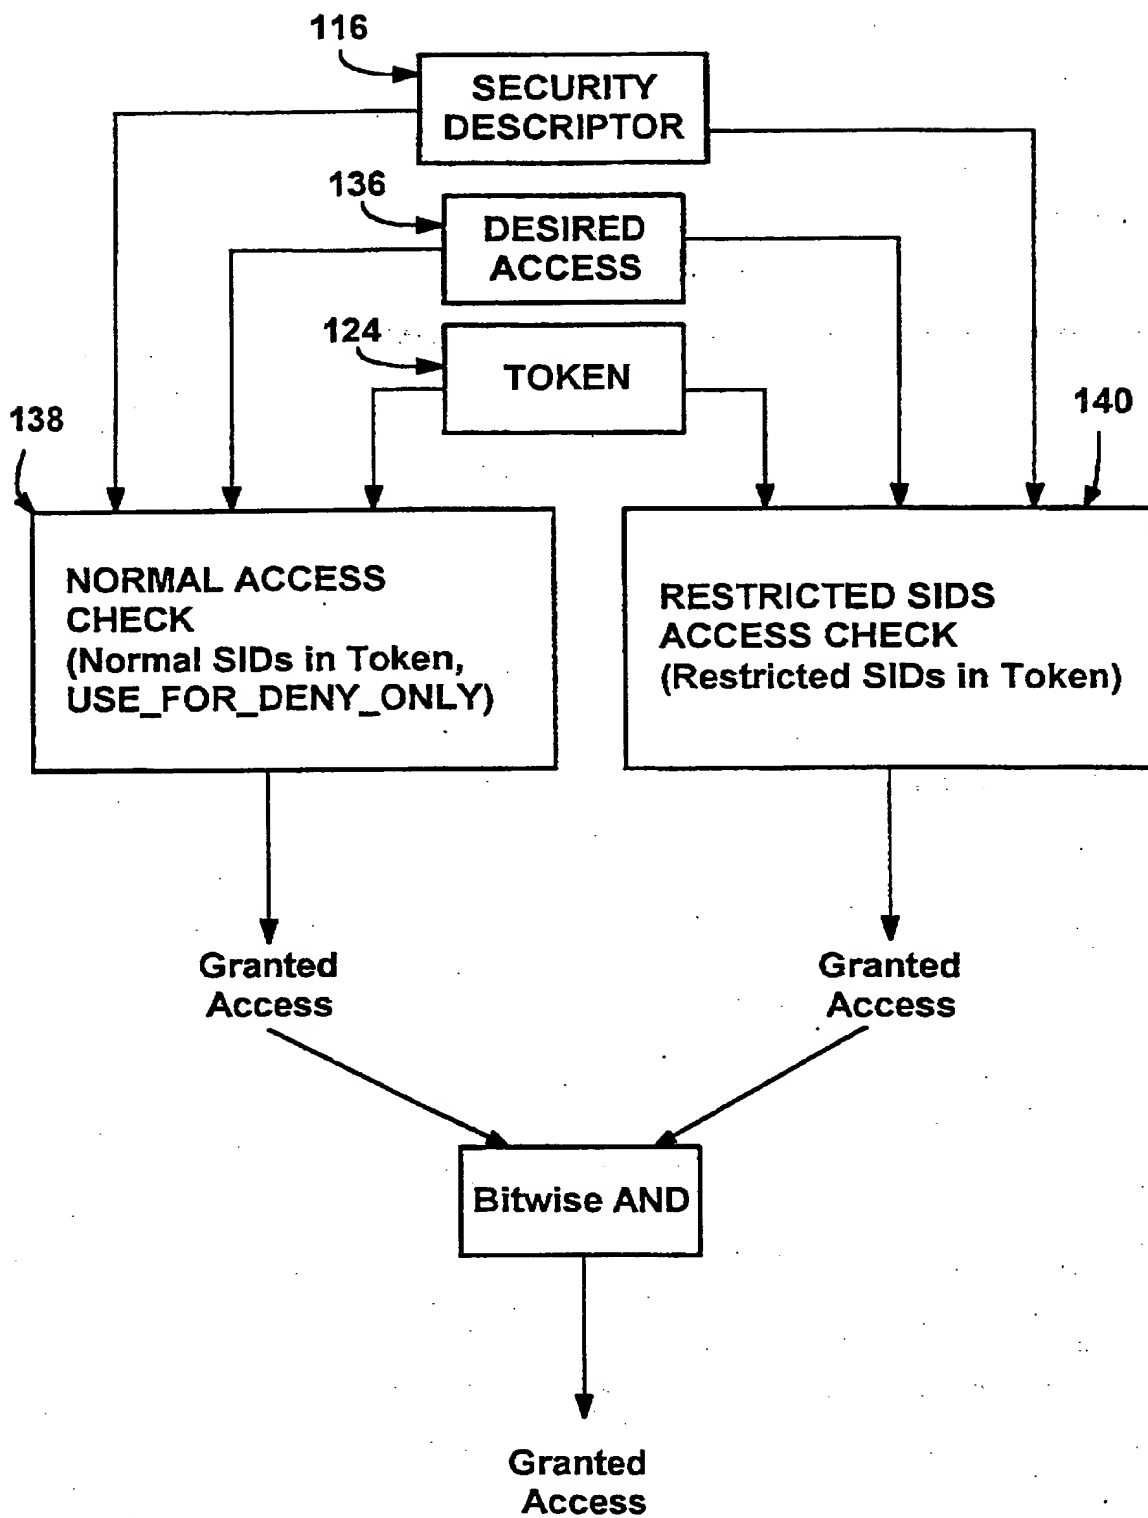 116
SECURITY
DESCRIPTOR
136
DESIRED
ACCESS
124
TOKEN
138
140
NORMAL ACCESS
CHECK
(Normal SIDs in Token,
USE_FOR_DENY_ONLY)
RESTRICTED SIDS
ACCESS CHECK
(Restricted SIDs in Token)
Granted
Access
Granted
Access
Bitwise AND
Granted
Access